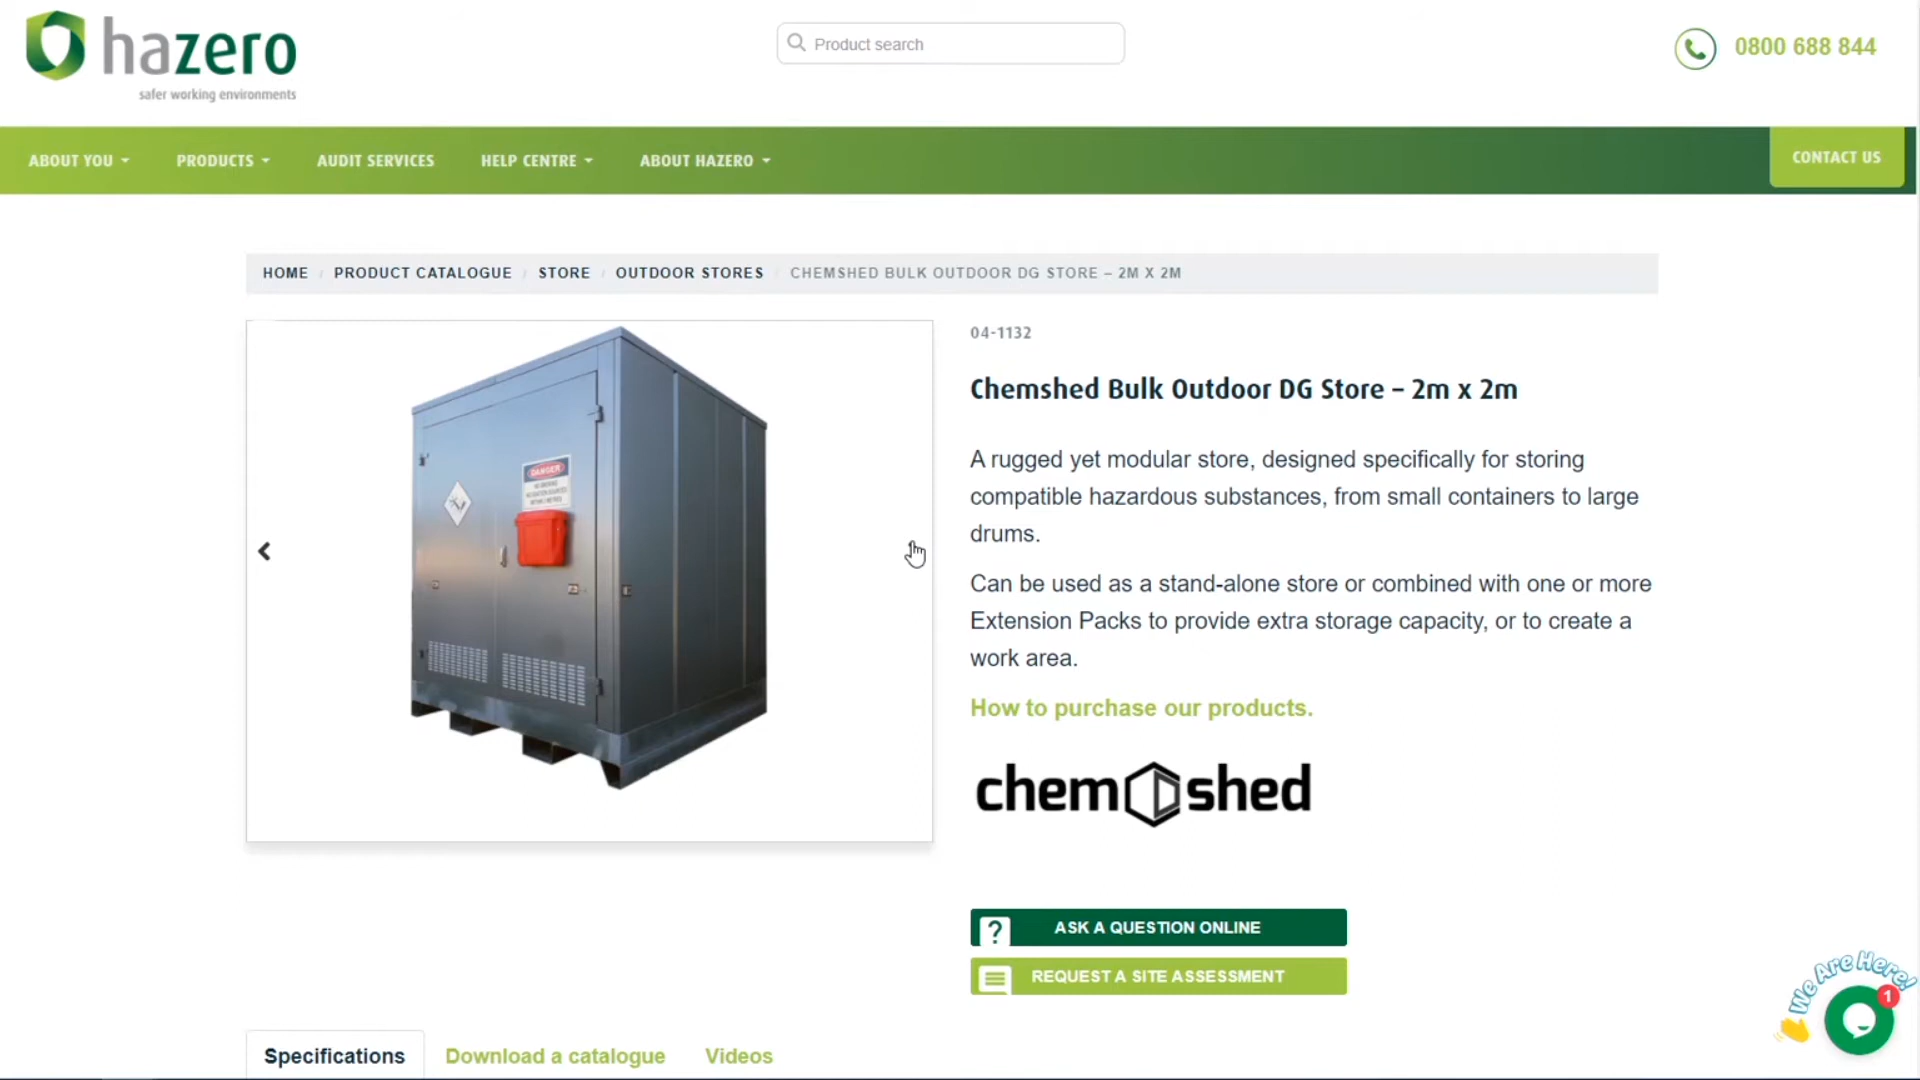 hazero
safer working environments
Product search
0800 688 844
ABOUT YOU
PRODUCTS
AUDIT SERVICES
HELP CENTRE
ABOUT HAZERO
CONTACT US
HOME / PRODUCT CATALOGUE / STORE / OUTDOOR STORES / CHEMSHED BULK OUTDOOR DG STORE – 2M X 2M
DANGER
04-1132
Chemshed Bulk Outdoor DG Store – 2m x 2m
A rugged yet modular store, designed specifically for storing
compatible hazardous substances, from small containers to large
drums.
Can be used as a stand-alone store or combined with one or more
Extension Packs to provide extra storage capacity, or to create a
work area.
How to purchase our products.
chemshed
? ASK A QUESTION ONLINE
REQUEST A SITE ASSESSMENT
We Are Here!
1
Specifications
Download a catalogue
Videos